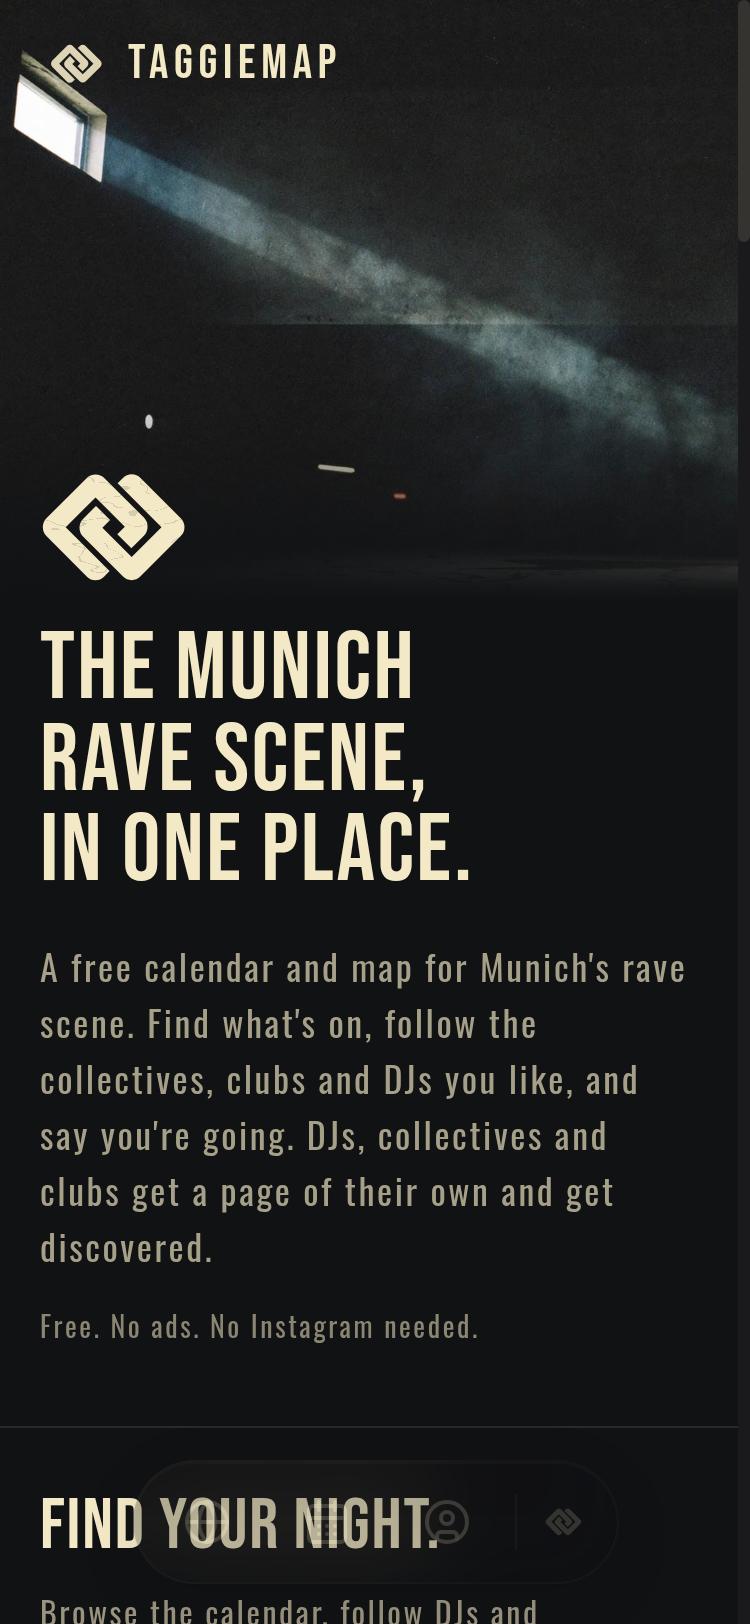 TAGGIEMAP
THE MUNICH
RAVE SCENE,
IN ONE PLACE.
A free calendar and map for Munich's rave
scene. Find what's on, follow the
collectives, clubs and DJs you like, and
say you're going. DJs, collectives and
clubs get a page of their own and get
discovered.
Free. No ads. No Instagram needed.
FIND YOUR NIGHT.
Browse the calendar, follow DJs and